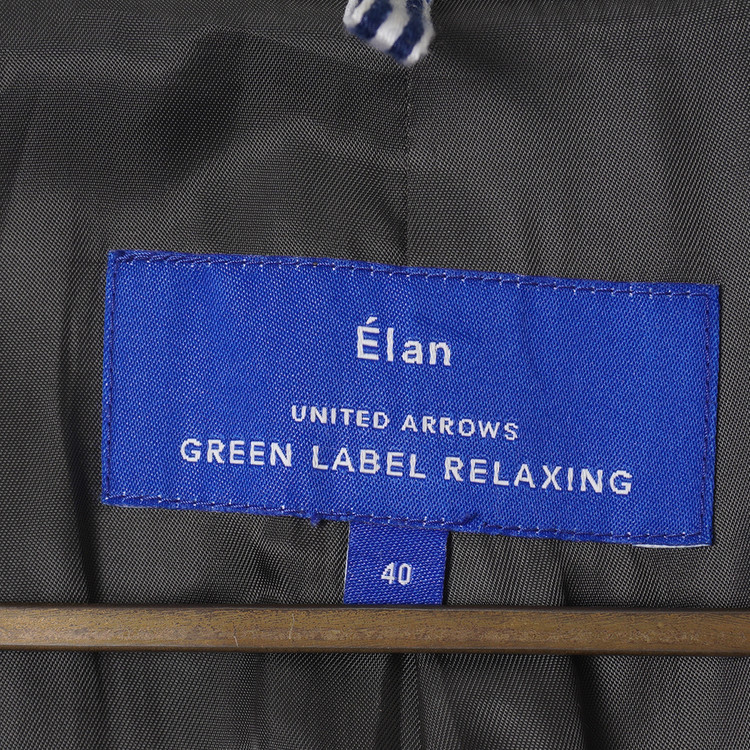 Élan
UNITED ARROWS
GREEN LABEL RELAXING
40